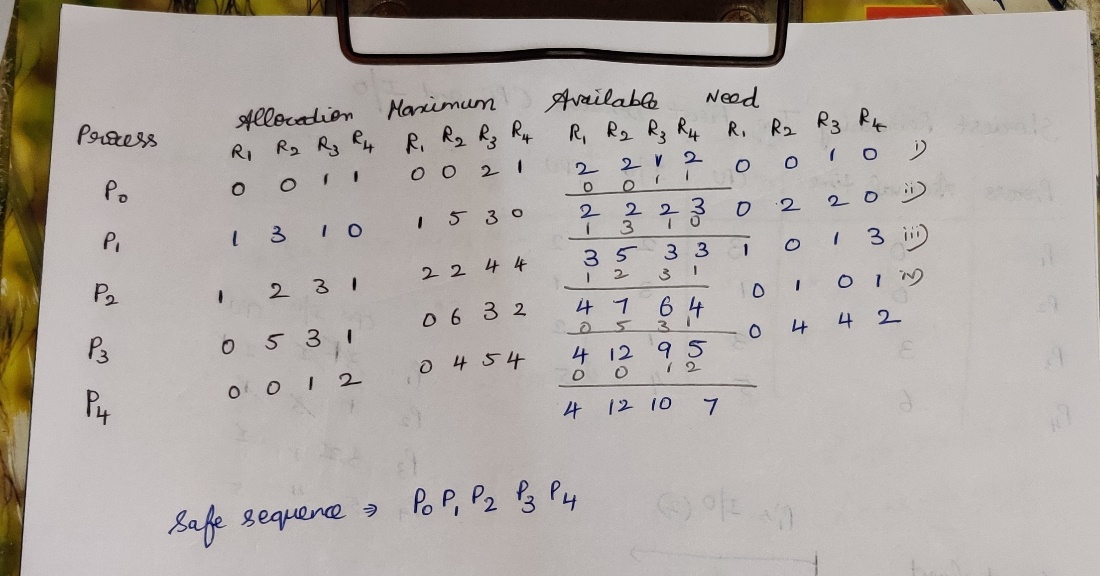 Allocation Maximum Available Need
Process R1 R2 R3 R4 R1 R2 R3 R4 R1 R2 R3 R4 R1 R2 R3 R4
P0 0 0 1 1 0 0 2 1 2 2 1 2 0 0 1 0 i)
0 0 1 1
P1 1 3 1 0 1 5 3 0 2 2 2 3 0 2 2 0 ii)
1 3 1 0
P2 1 2 3 1 2 2 4 4 3 5 3 3 1 0 1 3 iii)
1 2 3 1
P3 0 5 3 1 0 6 3 2 4 7 6 4 0 1 0 1 iv)
0 5 3 1
P4 0 0 1 2 0 4 5 4 4 12 9 5 0 4 4 2
0 0 1 2
4 12 10 7
Safe sequence ⇒ P0 P1 P2 P3 P4